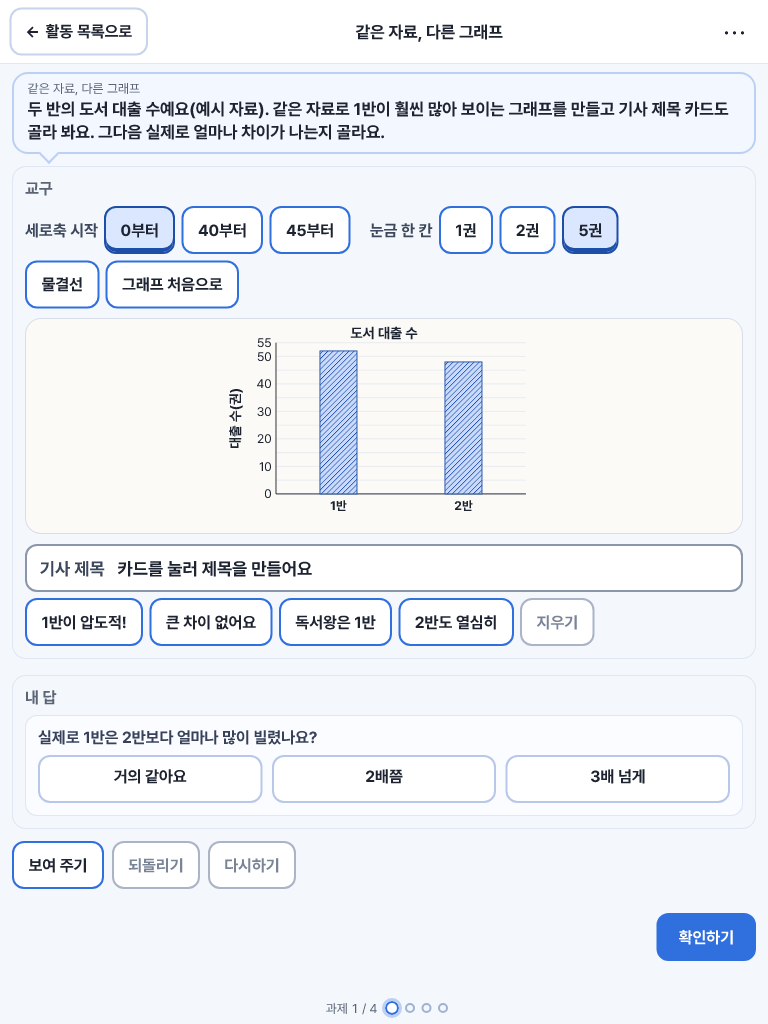 ← 활동 목록으로
같은 자료, 다른 그래프
...
같은 자료, 다른 그래프
두 반의 도서 대출 수예요(예시 자료). 같은 자료로 1반이 훨씬 많아 보이는 그래프를 만들고 기사 제목 카드도
골라 봐요. 그다음 실제로 얼마나 차이가 나는지 골라요.
교구
세로축 시작 0부터 40부터 45부터 눈금 한 칸 1권 2권 5권
물결선 그래프 처음으로
도서 대출 수
55
50
40
30
20
10
0
대출 수(권)
1반 2반
기사 제목 카드를 눌러 제목을 만들어요
1반이 압도적! 큰 차이 없어요 독서왕은 1반 2반도 열심히 지우기
내 답
실제로 1반은 2반보다 얼마나 많이 빌렸나요?
거의 같아요 2배쯤 3배 넘게
보여 주기 되돌리기 다시하기
확인하기
과제 1 / 4